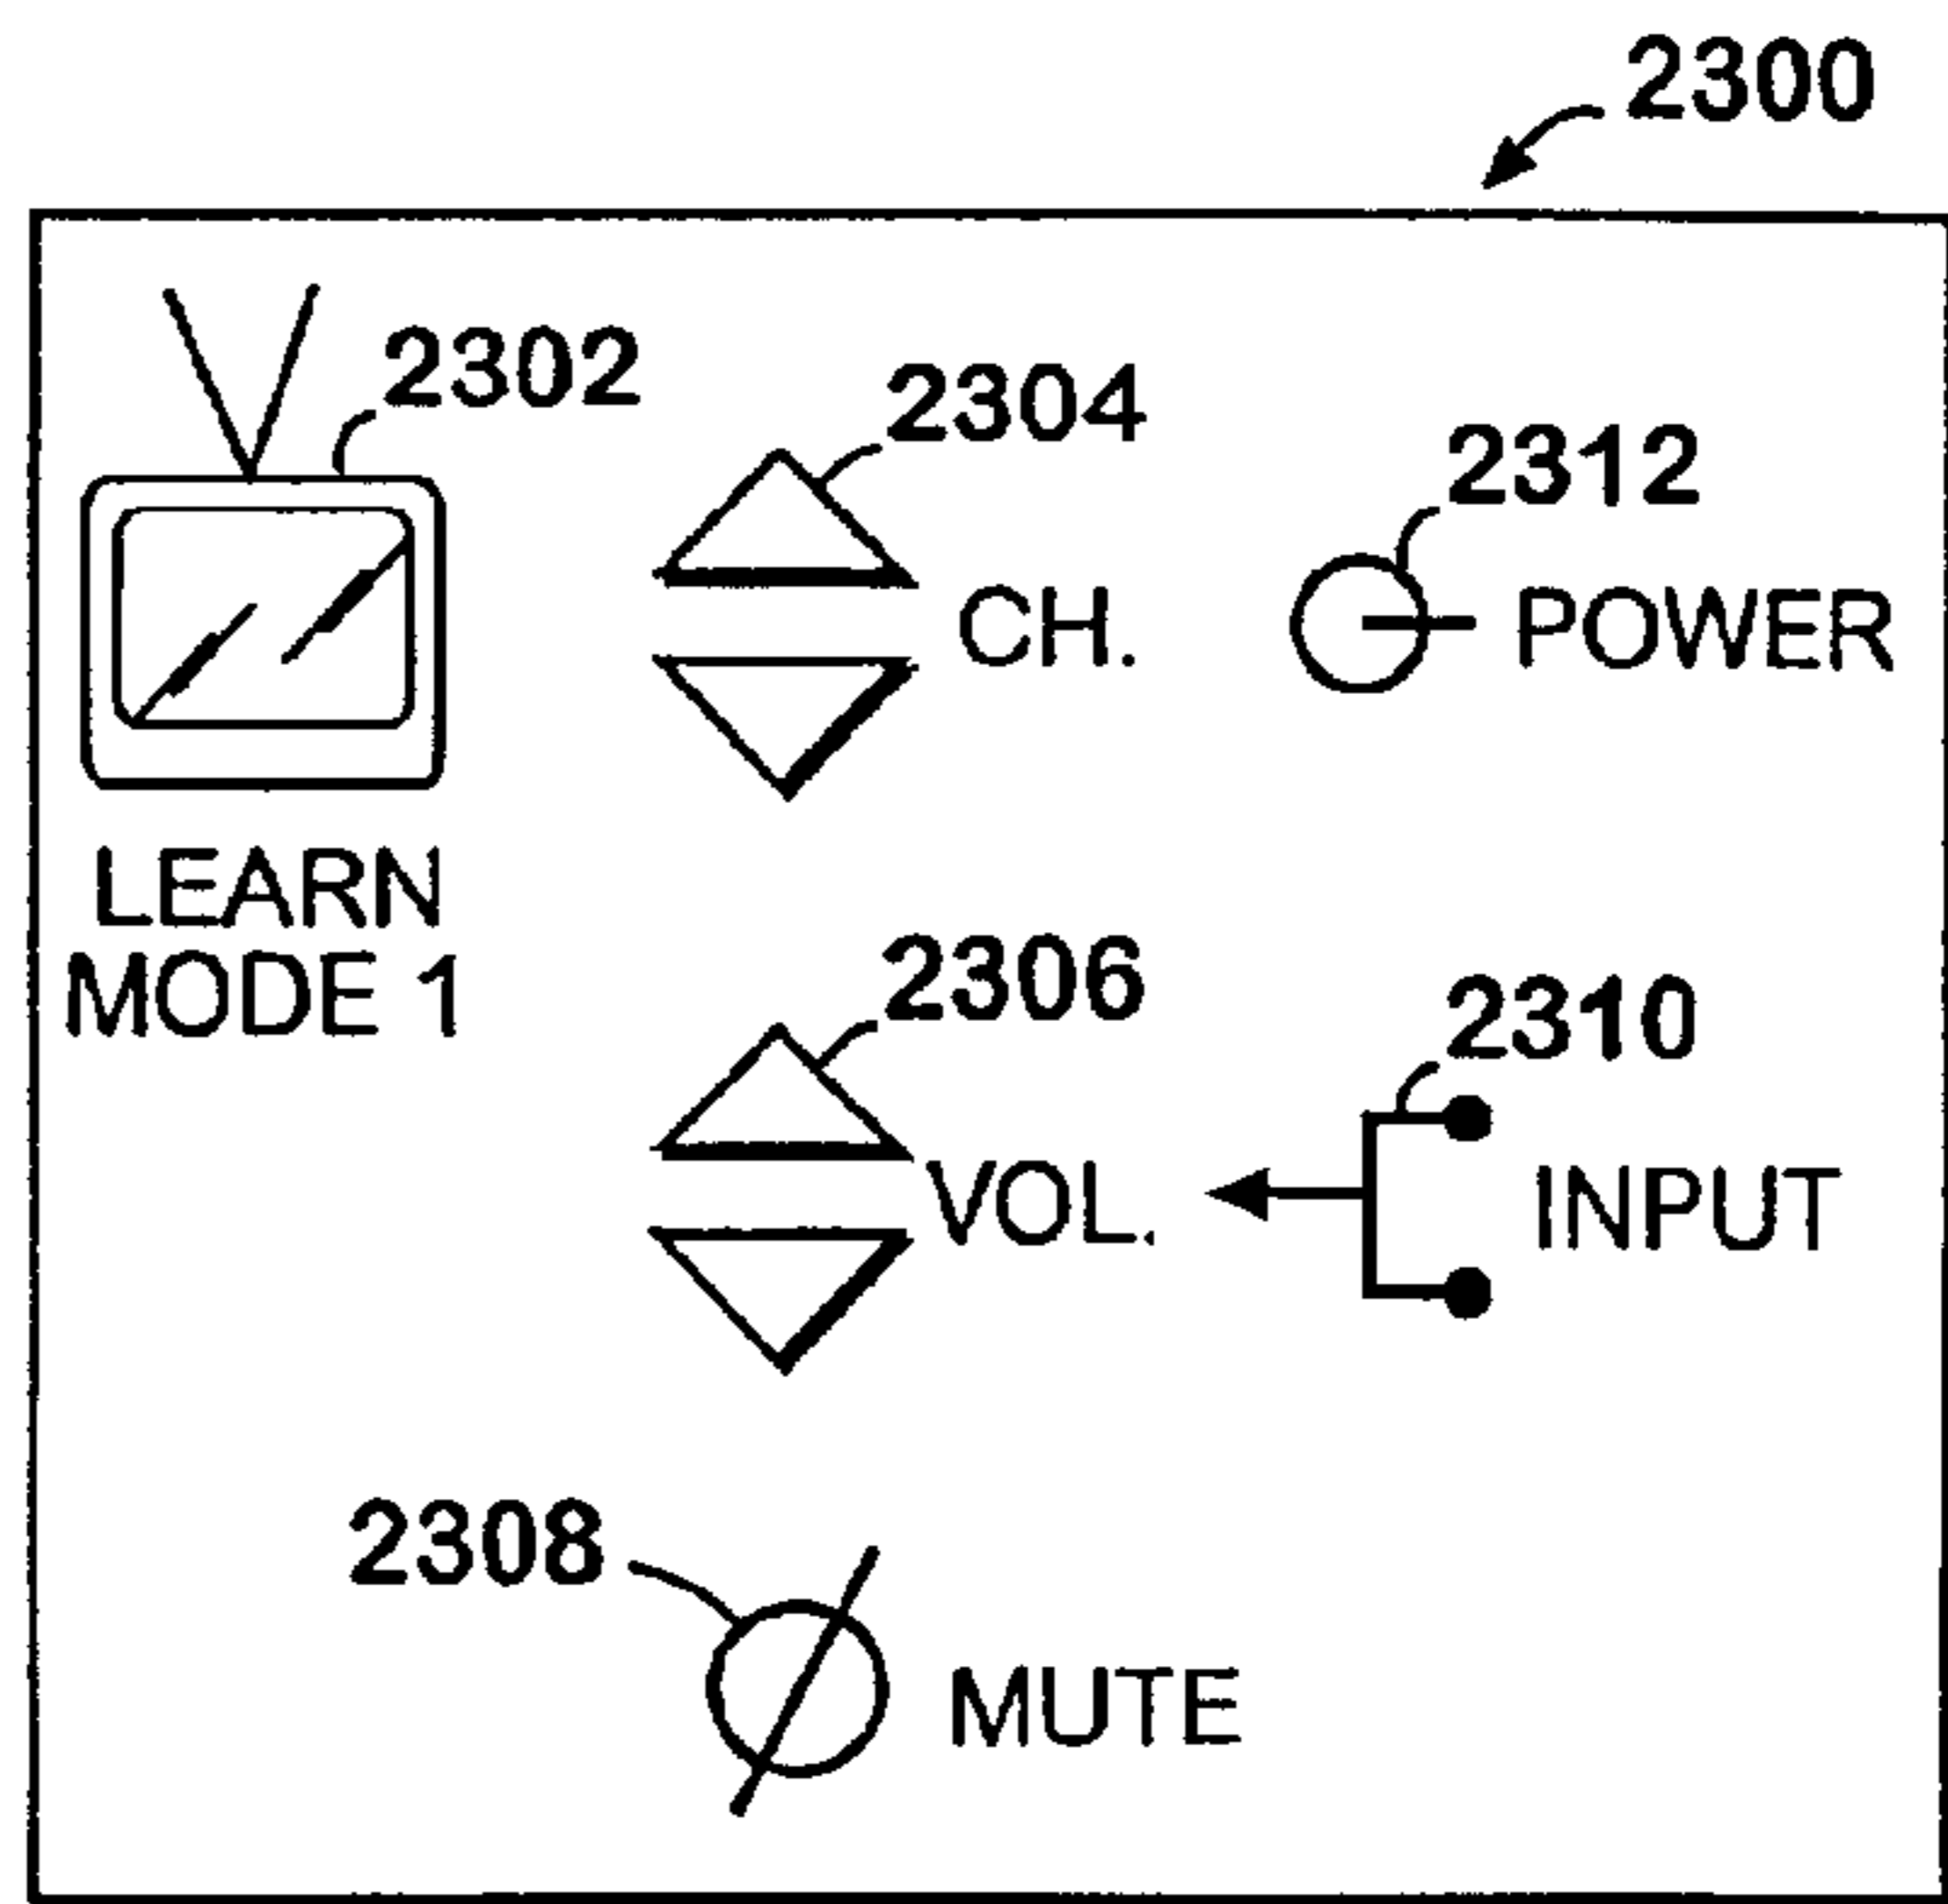 2300
2302
2304
2312
CH.
POWER
LEARN
MODE 1
2306
2310
VOL.
INPUT
2308
MUTE